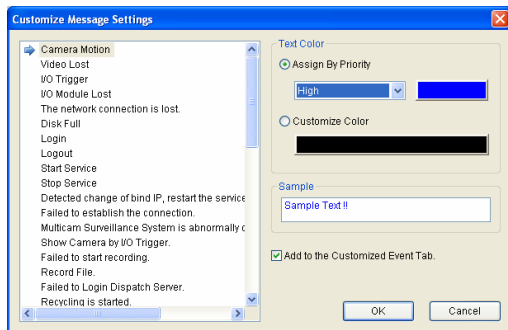 Customize Message Settings
Camera Motion
Video Lost
I/O Trigger
I/O Module Lost
The network connection is lost.
Disk Full
Login
Logout
Start Service
Stop Service
Detected change of bind IP, restart the service
Failed to establish the connection.
Multicam Surveillance System is abnormally
Show Camera by I/O Trigger.
Failed to start recording.
Record File.
Failed to Login Dispatch Server.
Recycling is started.
Text Color
Assign By Priority
High
Customize Color
Sample
Sample Text !!
Add to the Customized Event Tab.
OK
Cancel